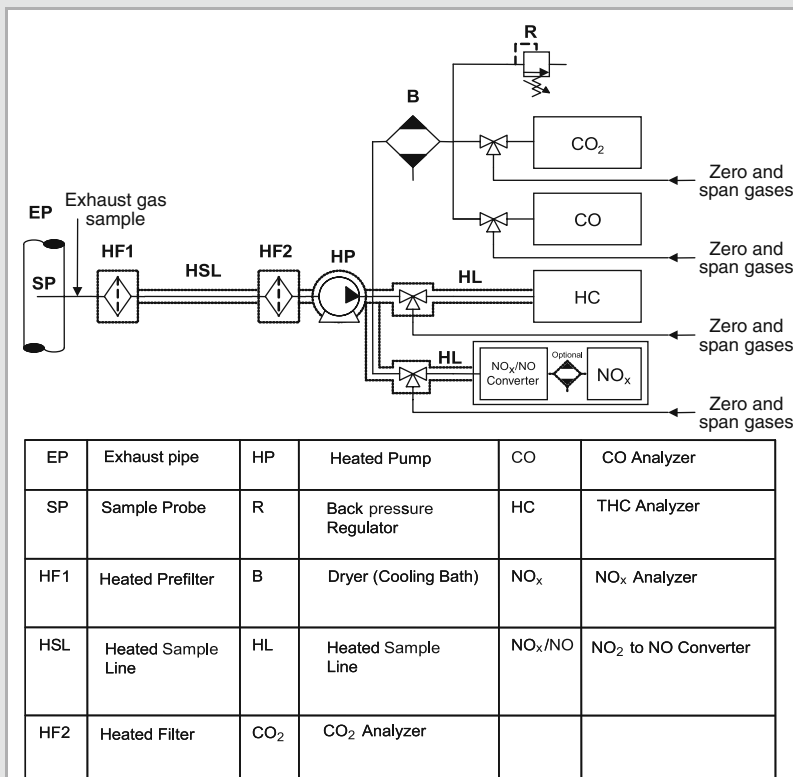 R
B
CO2
Zero and
span gases
Exhaust gas
sample
EP
CO
HF1
HSL
HF2
HP
Zero and
span gases
HL
SP
HC
Zero and
span gases
HL
NOx/NO
Converter
Optional
NOx
Zero and
span gases
EP Exhaust pipe HP Heated Pump CO CO Analyzer
SP Sample Probe R Back pressure Regulator HC THC Analyzer
HF1 Heated Prefilter B Dryer (Cooling Bath) NOx NOx Analyzer
HSL Heated Sample Line HL Heated Sample Line NOx/NO NO2 to NO Converter
HF2 Heated Filter CO2 CO2 Analyzer